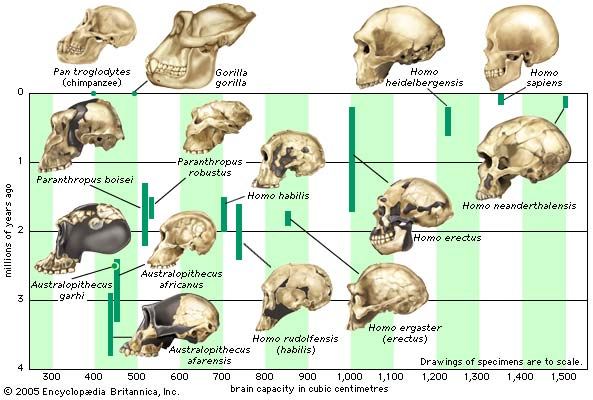 Pan troglodytes
(chimpanzee)
Gorilla
gorilla
Homo
heidelbergensis
Homo
sapiens
0
1
2
3
4
millions of years ago
Paranthropus boisei
Paranthropus
robustus
Homo habilis
Homo neanderthalensis
Homo erectus
Australopithecus
garhi
Australopithecus
africanus
Australopithecus
afarensis
Homo rudolfensis
(habilis)
Homo ergaster
(erectus)
Drawings of specimens are to scale.
300 400 500 600 700 800 900 1,000 1,100 1,200 1,300 1,400 1,500
brain capacity in cubic centimetres
© 2005 Encyclopædia Britannica, Inc.